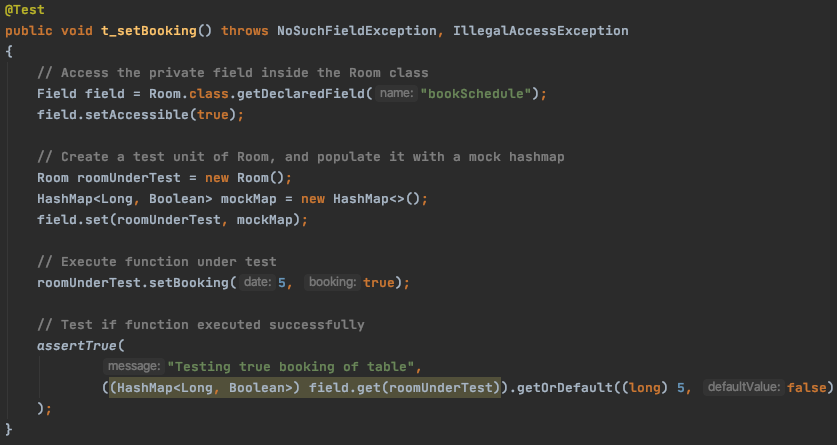 @Test
public void t_setBooking() throws NoSuchFieldException, IllegalAccessException
{
// Access the private field inside the Room class
Field field = Room.class.getDeclaredField( name: "bookSchedule");
field.setAccessible(true);
// Create a test unit of Room, and populate it with a mock hashmap
Room roomUnderTest = new Room();
HashMap<Long, Boolean> mockMap = new HashMap<>();
field.set(roomUnderTest, mockMap);
// Execute function under test
roomUnderTest.setBooking( date: 5, booking: true);
// Test if function executed successfully
assertTrue(
message: "Testing true booking of table",
((HashMap<Long, Boolean>) field.get(roomUnderTest)).getOrDefault((long) 5, defaultValue: false)
);
}